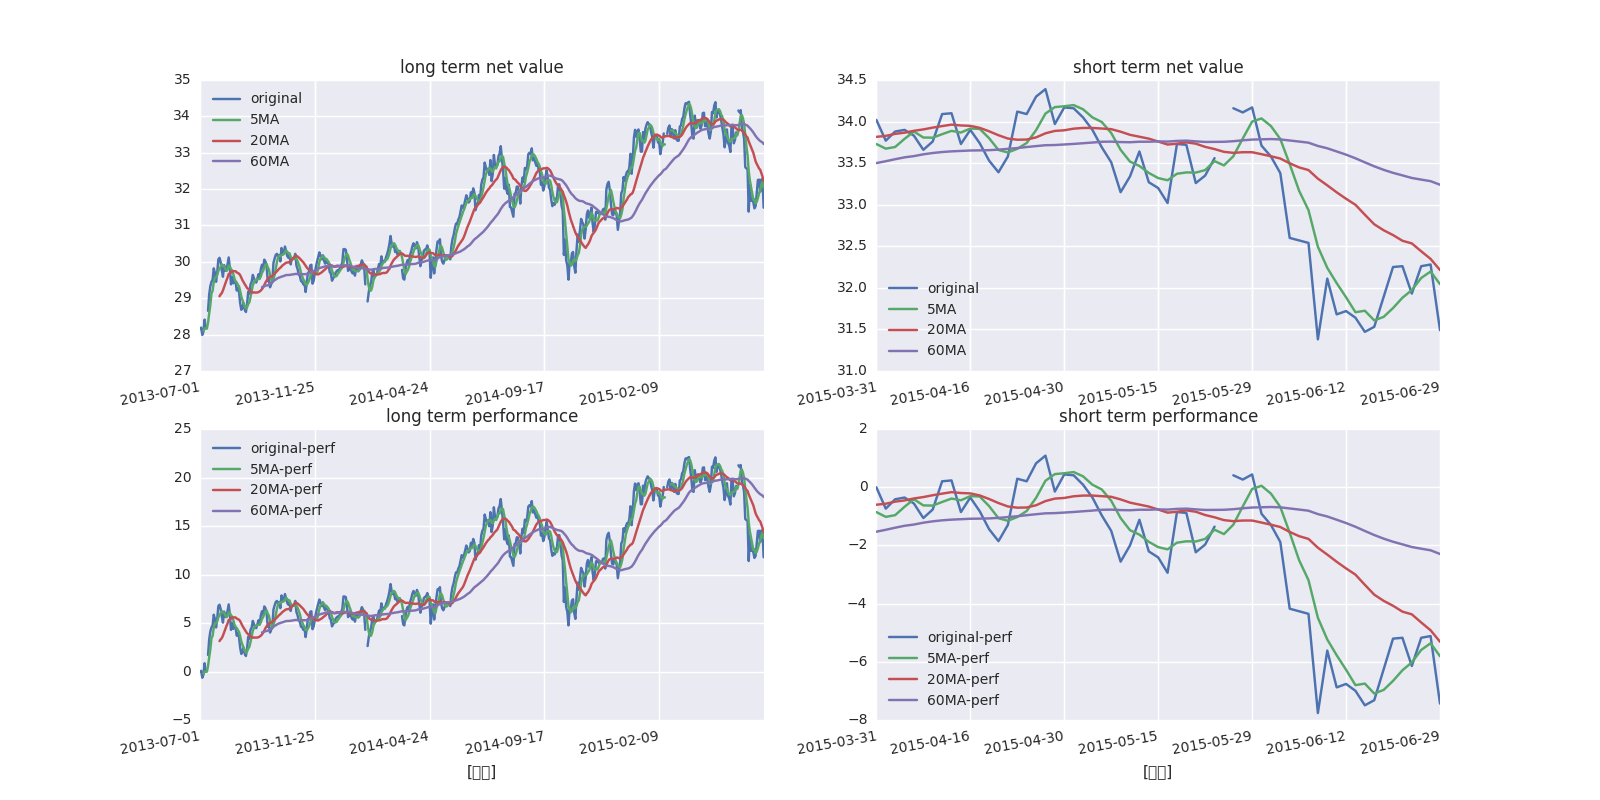 long term net value
35
34
33
32
31
30
29
28
27
original
5MA
20MA
60MA
2013-07-01
2013-11-25
2014-04-24
2014-09-17
2015-02-09
short term net value
34.5
34.0
33.5
33.0
32.5
32.0
31.5
31.0
original
5MA
20MA
60MA
2015-03-31
2015-04-16
2015-04-30
2015-05-15
2015-05-29
2015-06-12
2015-06-29
long term performance
25
20
15
10
5
0
−5
original-perf
5MA-perf
20MA-perf
60MA-perf
2013-07-01
2013-11-25
2014-04-24
2014-09-17
2015-02-09
short term performance
2
0
−2
−4
−6
−8
original-perf
5MA-perf
20MA-perf
60MA-perf
2015-03-31
2015-04-16
2015-04-30
2015-05-15
2015-05-29
2015-06-12
2015-06-29